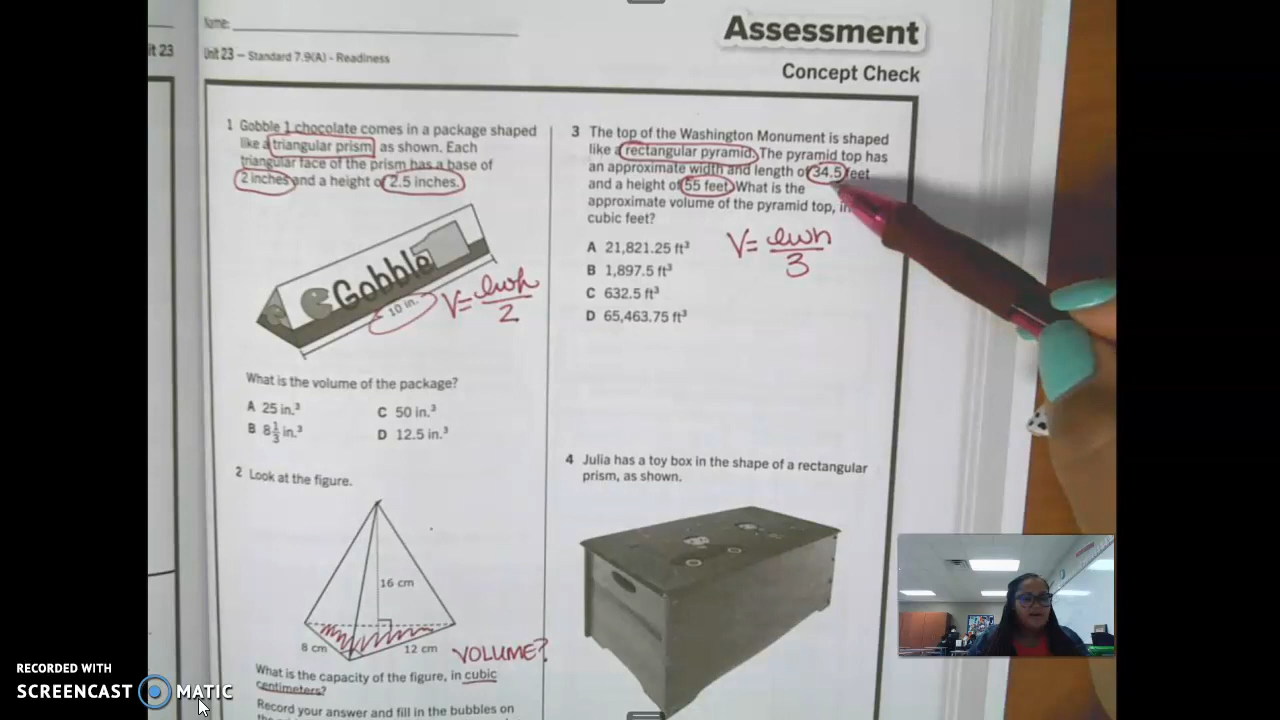 Name:
Assessment
it 23
Unit 23 – Standard 7.9(A) - Readiness
Concept Check
1 Gobble 1 chocolate comes in a package shaped
like a triangular prism as shown. Each
triangular face of the prism has a base of
2 inches and a height of 2.5 inches.
Gobble
10 in.
V= lwh
2
What is the volume of the package?
A 25 in.³
C 50 in.³
B 8 1/3 in.³
D 12.5 in.³
2 Look at the figure.
16 cm
8 cm
12 cm
VOLUME?
What is the capacity of the figure, in cubic
centimeters?
Record your answer and fill in the bubbles on
3 The top of the Washington Monument is shaped
like a rectangular pyramid. The pyramid top has
an approximate width and length of 34.5 feet
and a height of 55 feet. What is the
approximate volume of the pyramid top, in
cubic feet?
A 21,821.25 ft³
B 1,897.5 ft³
C 632.5 ft³
D 65,463.75 ft³
V= lwh
3
4 Julia has a toy box in the shape of a rectangular
prism, as shown.
RECORDED WITH
SCREENCAST MATIC